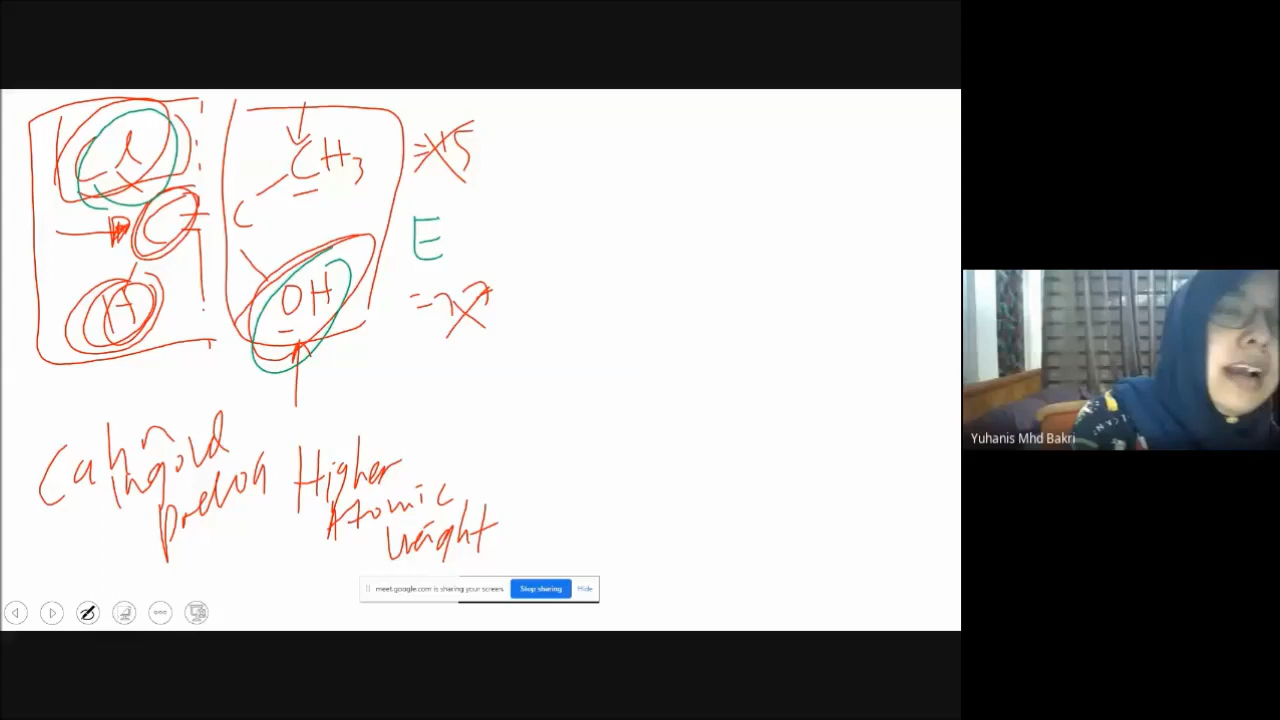 CH3
C
C
E
H
OH
Cahn
Ingold
prelog
Higher
Atomic
weight
meet.google.com is sharing your screen.
Stop sharing
Hide
Yuhanis Mhd Bakri